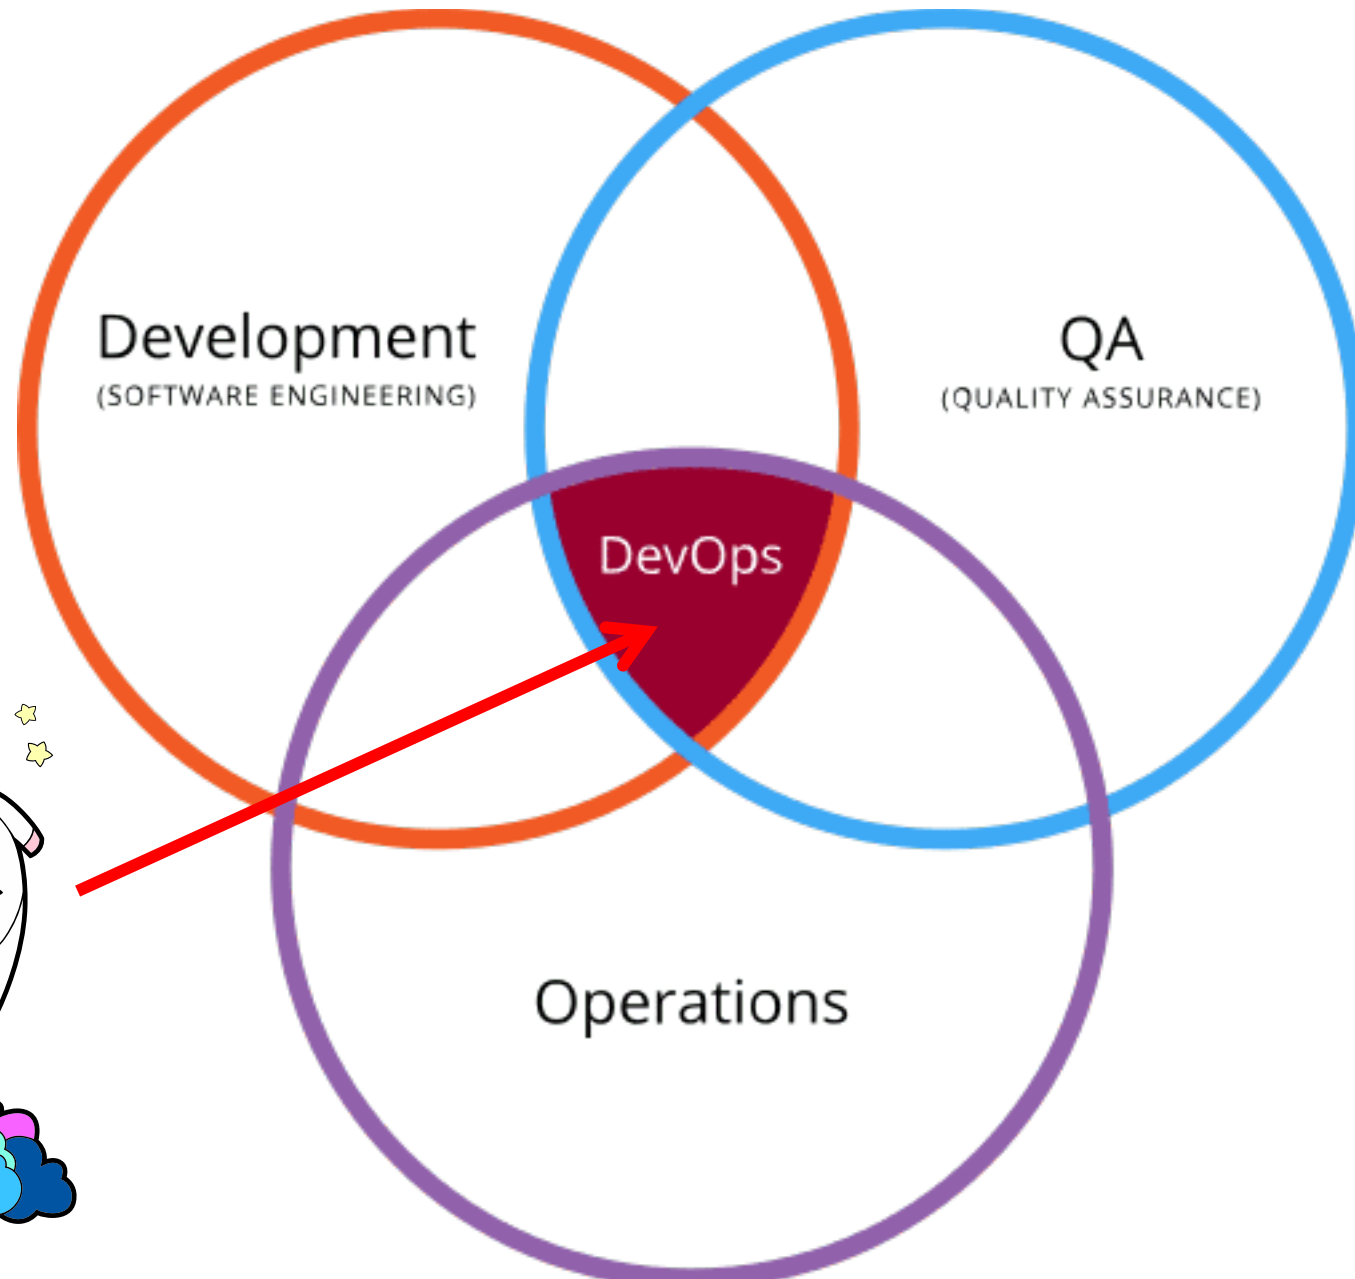 Development
(SOFTWARE ENGINEERING)
QA
(QUALITY ASSURANCE)
DevOps
Operations